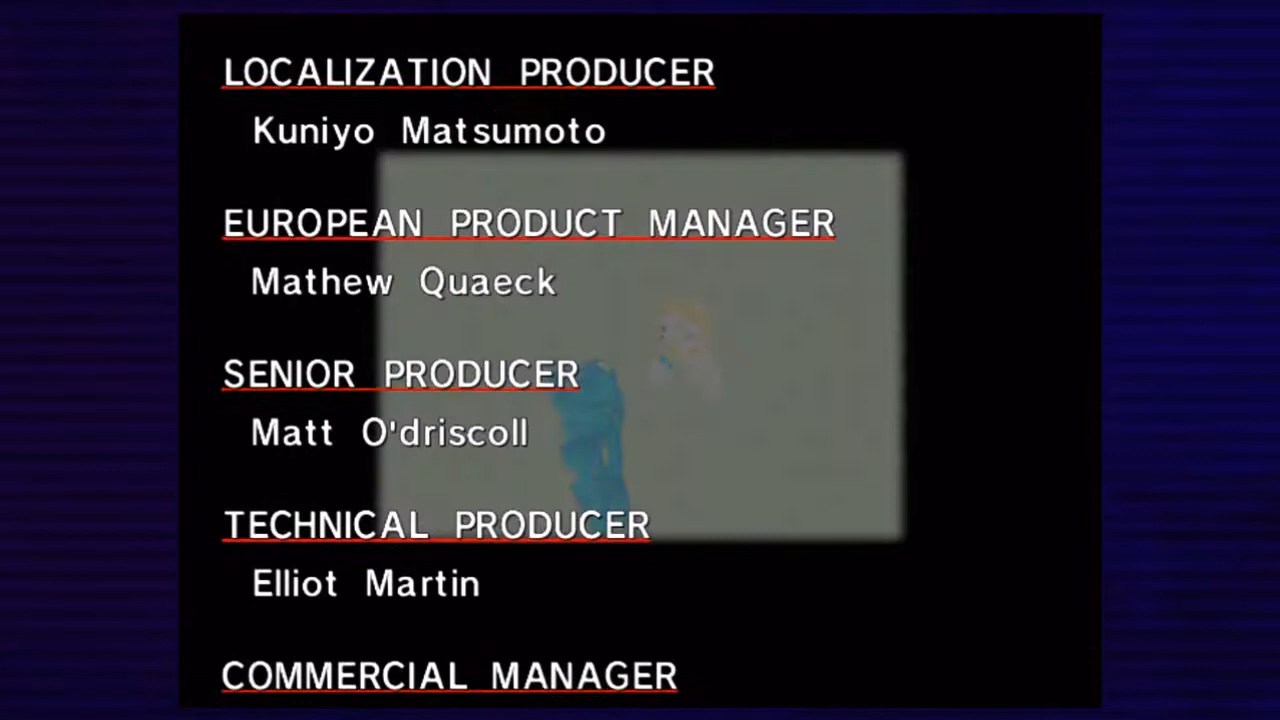 LOCALIZATION PRODUCER
Kuniyo Matsumoto
EUROPEAN PRODUCT MANAGER
Mathew Quaeck
SENIOR PRODUCER
Matt O'driscoll
TECHNICAL PRODUCER
Elliot Martin
COMMERCIAL MANAGER